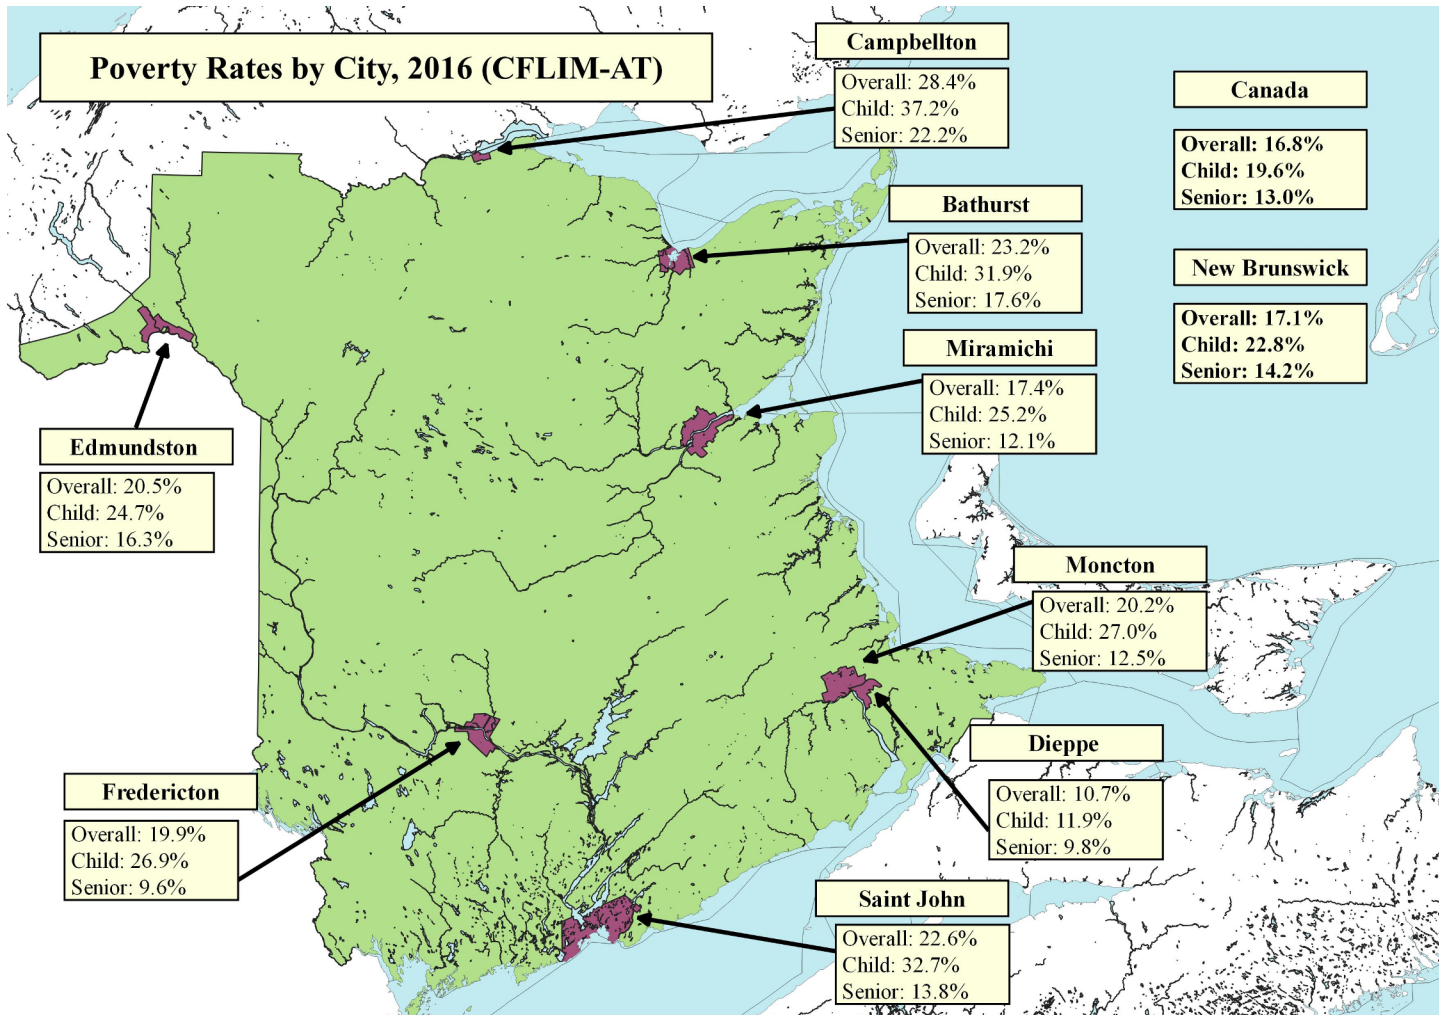 Poverty Rates by City, 2016 (CFLIM-AT)
Campbellton
Overall: 28.4%
Child: 37.2%
Senior: 22.2%
Canada
Overall: 16.8%
Child: 19.6%
Senior: 13.0%
Bathurst
Overall: 23.2%
Child: 31.9%
Senior: 17.6%
New Brunswick
Overall: 17.1%
Child: 22.8%
Senior: 14.2%
Miramichi
Overall: 17.4%
Child: 25.2%
Senior: 12.1%
Edmundston
Overall: 20.5%
Child: 24.7%
Senior: 16.3%
Moncton
Overall: 20.2%
Child: 27.0%
Senior: 12.5%
Dieppe
Overall: 10.7%
Child: 11.9%
Senior: 9.8%
Fredericton
Overall: 19.9%
Child: 26.9%
Senior: 9.6%
Saint John
Overall: 22.6%
Child: 32.7%
Senior: 13.8%